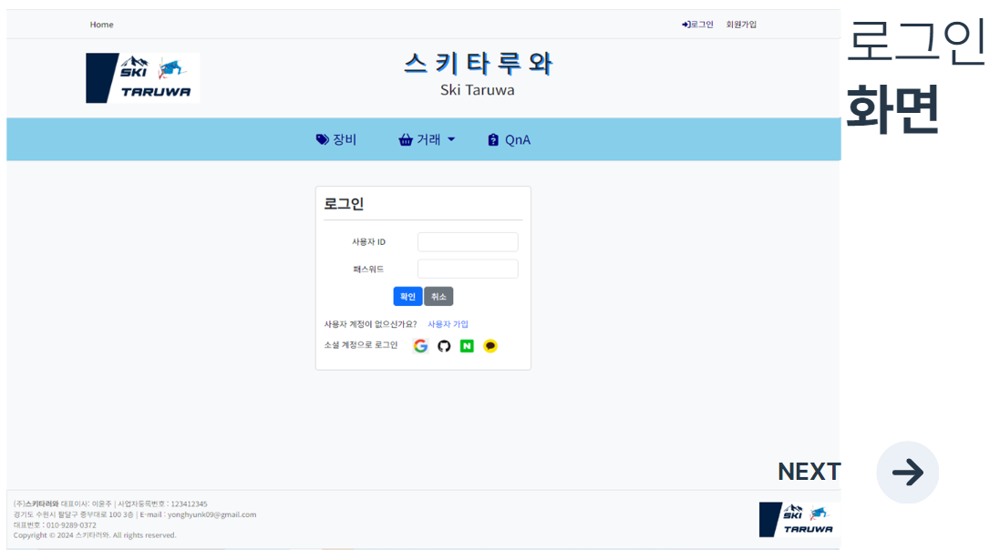 Home
로그인 회원가입
SKI
TARUWA
스키타루와
Ski Taruwa
장비 거래 QnA
로그인
사용자 ID
패스워드
확인 취소
사용자 계정이 없으신가요? 사용자 가입
소셜 계정으로 로그인
로그인
화면
NEXT
(주)스키타러와 대표이사: 이윤주 | 사업자등록번호 : 123412345
경기도 수원시 팔달구 중부대로 100 3층 | E-mail : yonghyunk09@gmail.com
대표번호 : 010-9289-0372
Copyright © 2024 스키타러와. All rights reserved.
SKI
TARUWA